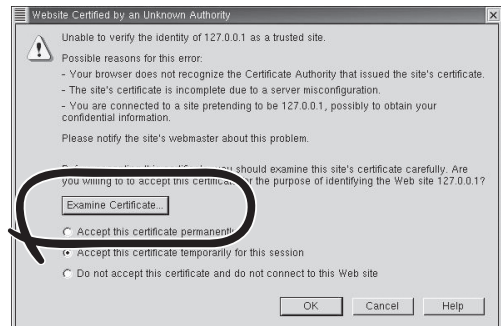 Website Certified by an Unknown Authority
Unable to verify the identity of 127.0.0.1 as a trusted site.
Possible reasons for this error:
- Your browser does not recognize the Certificate Authority that issued the site's certificate.
- The site's certificate is incomplete due to a server misconfiguration.
- You are connected to a site pretending to be 127.0.0.1, possibly to obtain your
confidential information.
Please notify the site's webmaster about this problem.
Before accepting this certificate, you should examine this site's certificate carefully. Are
you willing to to accept this certificate for the purpose of identifying the Web site 127.0.0.1?
Examine Certificate...
Accept this certificate permanently
Accept this certificate temporarily for this session
Do not accept this certificate and do not connect to this Web site
OK Cancel Help